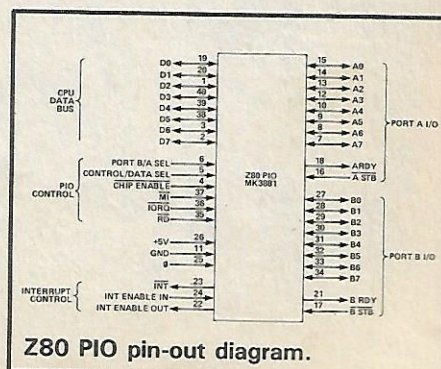 CPU
DATA
BUS
D0 19
D1 20
D2 1
D3 40
D4 39
D5 38
D6 3
D7 2
PIO
CONTROL
PORT B/A SEL 6
CONTROL/DATA SEL 5
CHIP ENABLE 4
MI 37
IORQ 36
RD 35
+5V 26
GND 11
ø 25
INTERRUPT
CONTROL
INT 23
INT ENABLE IN 24
INT ENABLE OUT 22
Z80 PIO
MK3881
15 A0
14 A1
13 A2
12 A3
10 A4
9 A5
8 A6
7 A7
PORT A I/O
18 ARDY
16 A STB
27 B0
28 B1
29 B2
30 B3
31 B4
32 B5
33 B6
34 B7
PORT B I/O
21 B RDY
17 B STB
Z80 PIO pin-out diagram.